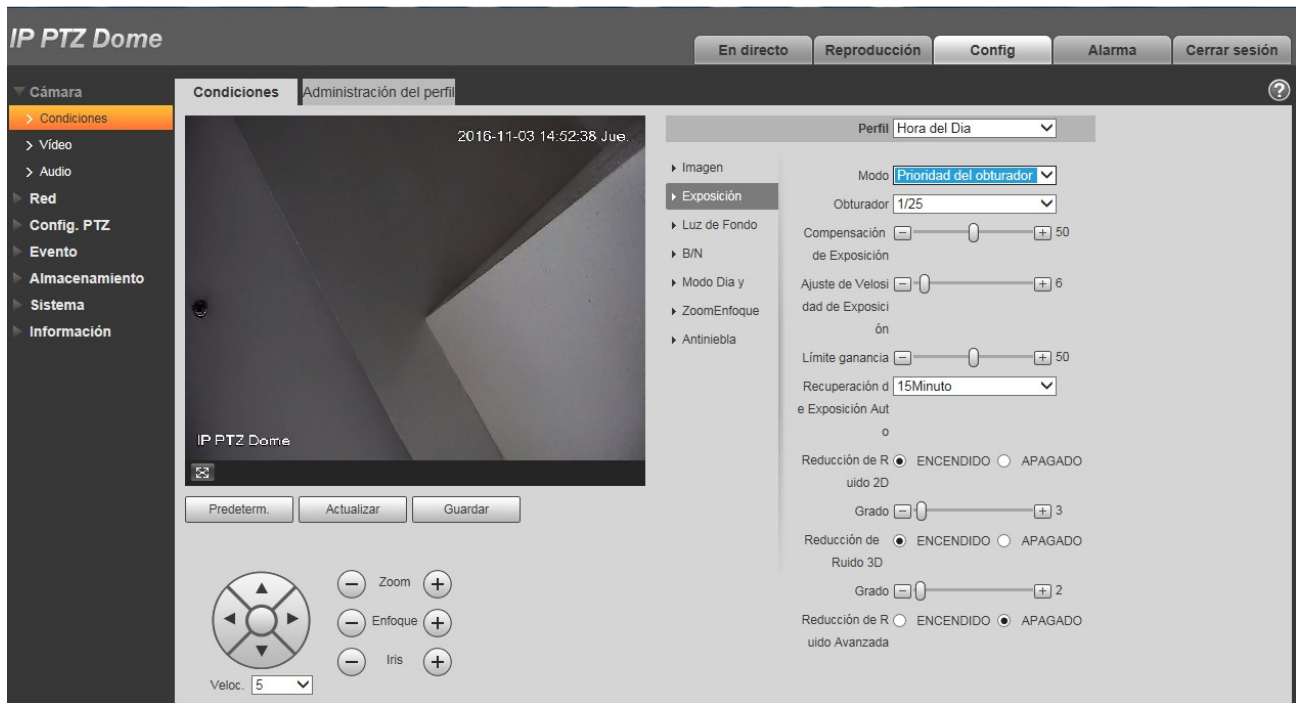 IP PTZ Dome
En directo
Reproducción
Config
Alarma
Cerrar sesión
Cámara
Condiciones
Vídeo
Audio
Red
Config. PTZ
Evento
Almacenamiento
Sistema
Información
Condiciones
Administración del perfil
2016-11-03 14:52:38 Jue.
IP PTZ Dome
Predeterm.
Actualizar
Guardar
Zoom
Enfoque
Iris
Veloc. 5
Perfil Hora del Dia
Imagen
Exposición
Luz de Fondo
B/N
Modo Dia y
ZoomEnfoque
Antiniebla
Modo Prioridad del obturador
Obturador 1/25
Compensación 50
de Exposición
Ajuste de Velosi 6
dad de Exposici
ón
Límite ganancia 50
Recuperación d 15Minuto
e Exposición Aut
o
Reducción de R ENCENDIDO APAGADO
uido 2D
Grado 3
Reducción de ENCENDIDO APAGADO
Ruido 3D
Grado 2
Reducción de R ENCENDIDO APAGADO
uido Avanzada